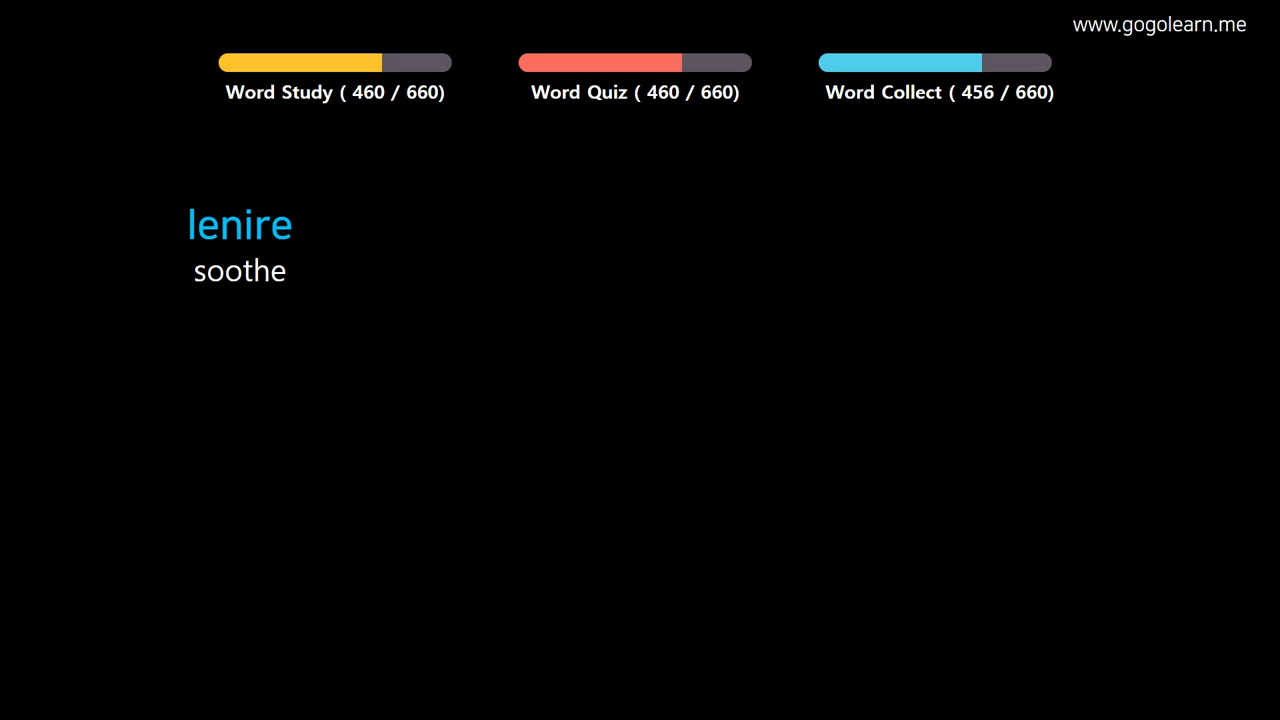 www.gogolearn.me
Word Study ( 460 / 660)
Word Quiz ( 460 / 660)
Word Collect ( 456 / 660)
lenire
soothe